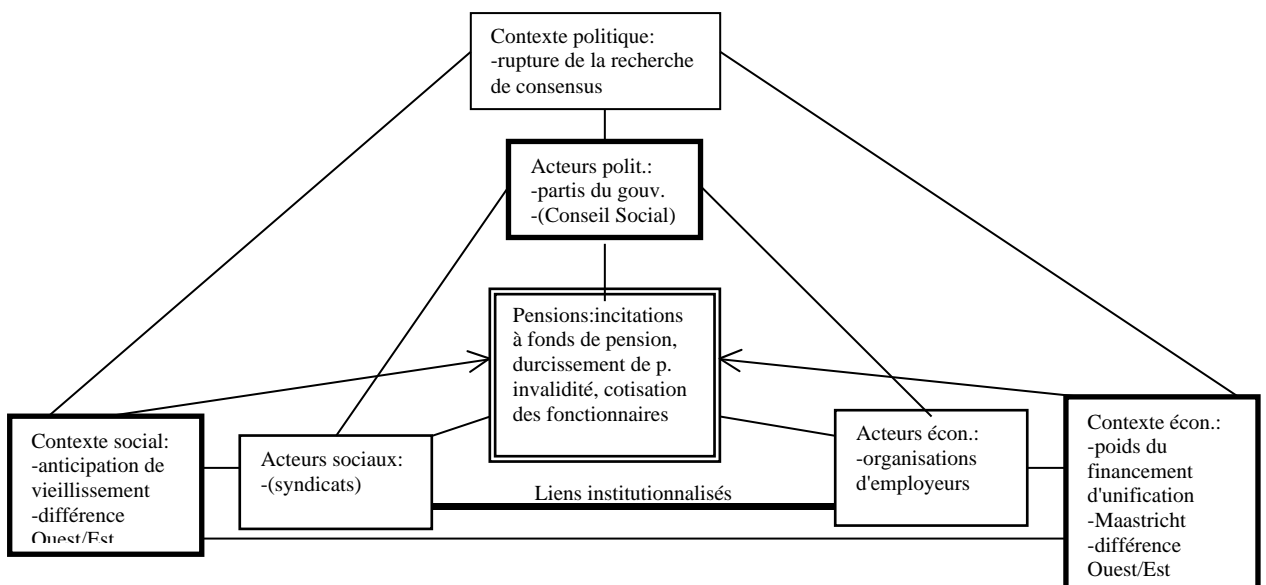 Contexte politique:
-rupture de la recherche
de consensus
Acteurs polit.:
-partis du gouv.
-(Conseil Social)
Pensions:incitations
à fonds de pension,
durcissement de p.
invalidité, cotisation
des fonctionnaires
Contexte social:
-anticipation de
vieillissement
-différence
Ouest/Est
Acteurs sociaux:
-(syndicats)
Liens institutionnalisés
Acteurs écon.:
-organisations
d'employeurs
Contexte écon.:
-poids du
financement
d'unification
-Maastricht
-différence
Ouest/Est